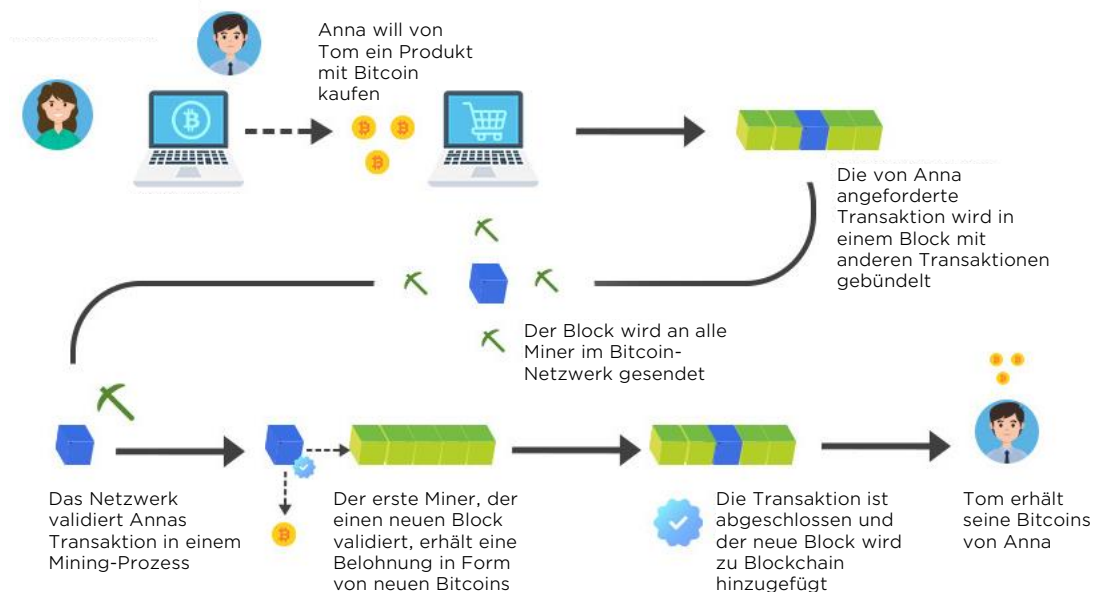 Anna will von
Tom ein Produkt
mit Bitcoin
kaufen
Die von Anna
angeforderte
Transaktion wird in
einem Block mit
anderen Transaktionen
gebündelt
Der Block wird an alle
Miner im Bitcoin-
Netzwerk gesendet
Das Netzwerk
validiert Annas
Transaktion in einem
Mining-Prozess
Der erste Miner, der
einen neuen Block
validiert, erhält eine
Belohnung in Form
von neuen Bitcoins
Die Transaktion ist
abgeschlossen und
der neue Block wird
zu Blockchain
hinzugefügt
Tom erhält
seine Bitcoins
von Anna